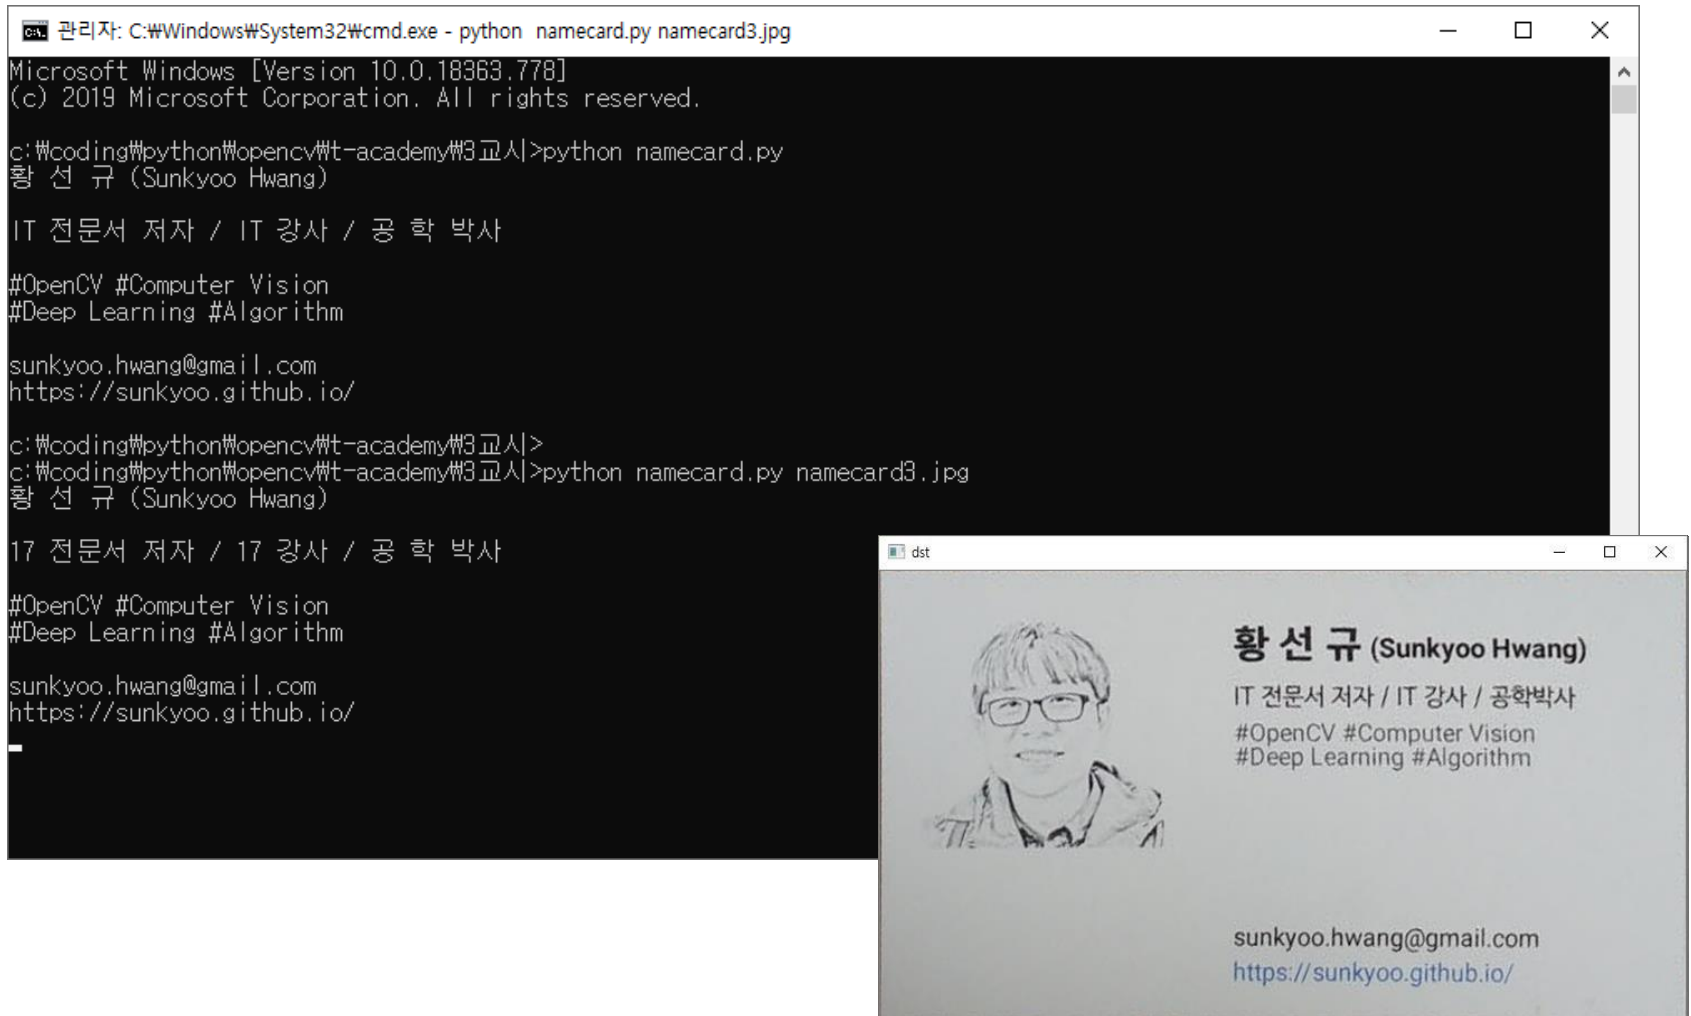 관리자: C:₩Windows₩System32₩cmd.exe - python  namecard.py namecard3.jpg
Microsoft Windows [Version 10.0.18363.778]
(c) 2019 Microsoft Corporation. All rights reserved.
c:₩coding₩python₩opencv₩t-academy₩3교시>python namecard.py
황 선 규 (Sunkyoo Hwang)
IT 전문서 저자 / IT 강사 / 공 학 박사
#OpenCV #Computer Vision
#Deep Learning #Algorithm
sunkyoo.hwang@gmail.com
https://sunkyoo.github.io/
c:₩coding₩python₩opencv₩t-academy₩3교시>
c:₩coding₩python₩opencv₩t-academy₩3교시>python namecard.py namecard3.jpg
황 선 규 (Sunkyoo Hwang)
17 전문서 저자 / 17 강사 / 공 학 박사
#OpenCV #Computer Vision
#Deep Learning #Algorithm
sunkyoo.hwang@gmail.com
https://sunkyoo.github.io/
dst
황 선 규 (Sunkyoo Hwang)
IT 전문서 저자 / IT 강사 / 공학박사
#OpenCV #Computer Vision
#Deep Learning #Algorithm
sunkyoo.hwang@gmail.com
https://sunkyoo.github.io/